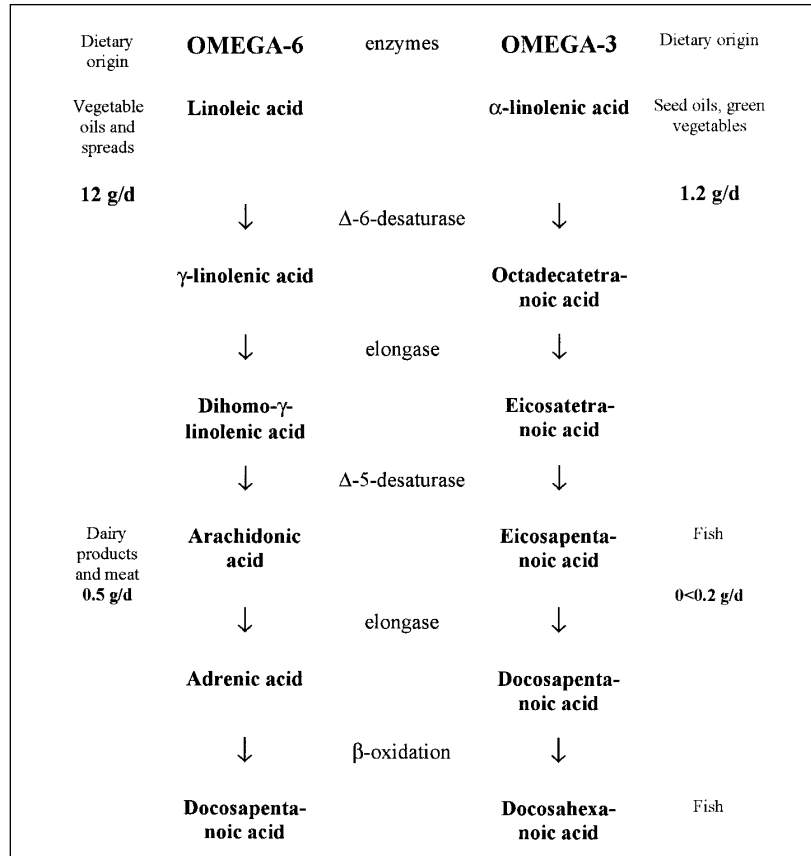 Dietary origin
OMEGA-6
enzymes
OMEGA-3
Dietary origin
Vegetable
oils and
spreads
Linoleic acid
α-linolenic acid
Seed oils, green
vegetables
12 g/d
1.2 g/d
↓
Δ-6-desaturase
↓
γ-linolenic acid
Octadecatetra-
noic acid
↓
elongase
↓
Dihomo-γ-
linolenic acid
Eicosatetra-
noic acid
↓
Δ-5-desaturase
↓
Dairy
products
and meat
0.5 g/d
Arachidonic
acid
Eicosapenta-
noic acid
Fish
0<0.2 g/d
↓
elongase
↓
Adrenic acid
Docosapenta-
noic acid
↓
β-oxidation
↓
Docosapenta-
noic acid
Docosahexa-
noic acid
Fish